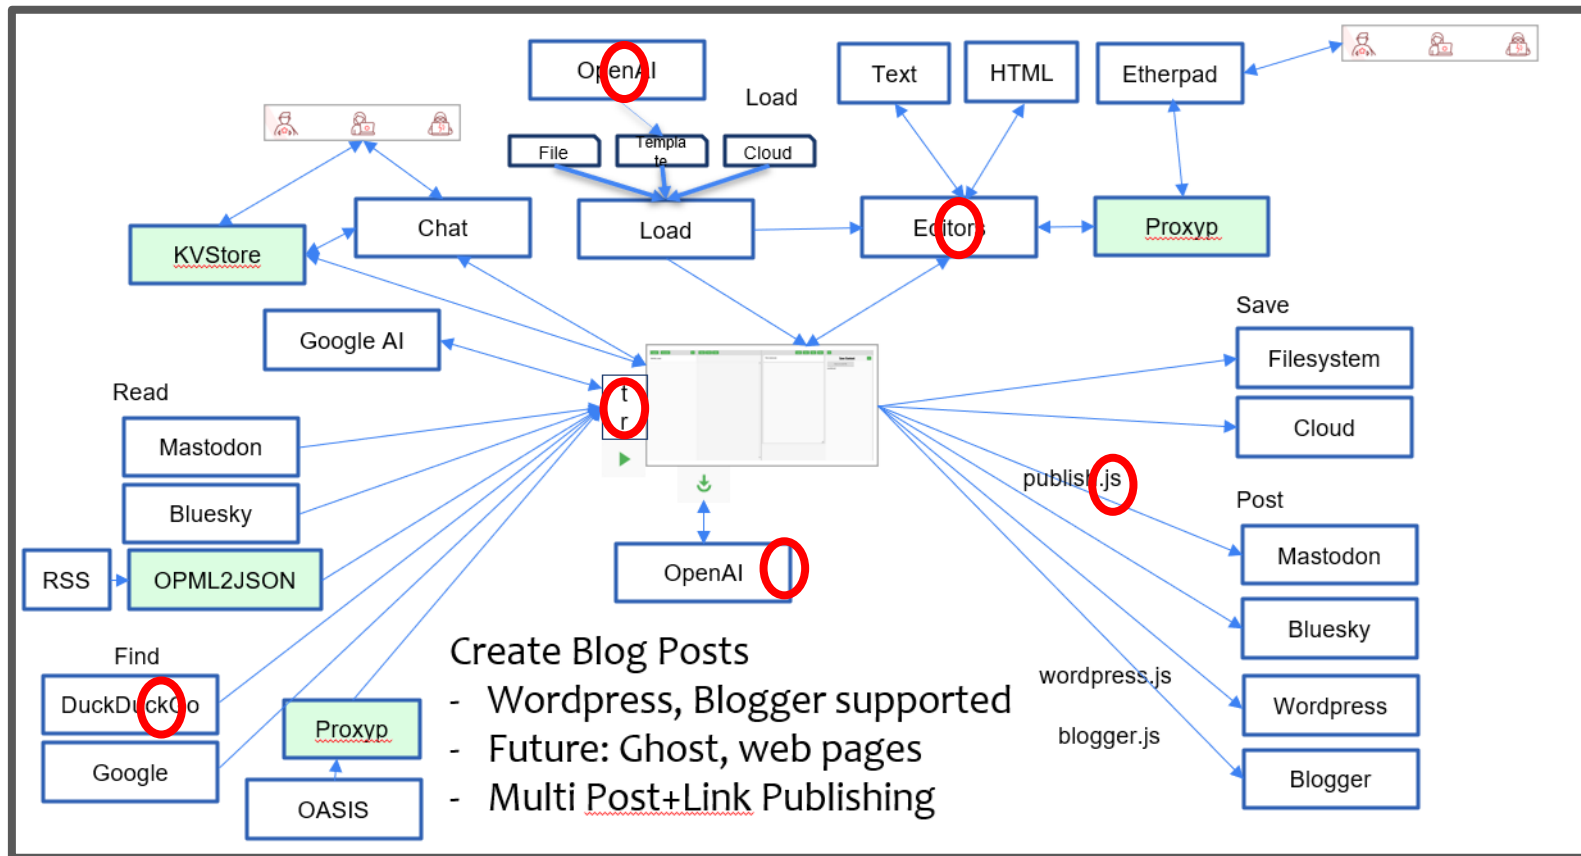 OpenAI
Load
Text
HTML
Etherpad
File
Templa
te
Cloud
Chat
Load
Editors
Proxyp
KVStore
Google AI
Save
Filesystem
Cloud
t
r
Read
Mastodon
Bluesky
RSS
OPML2JSON
publish.js
Post
Mastodon
Bluesky
OpenAI
Find
DuckDuckGo
Google
Proxyp
OASIS
Create Blog Posts
- Wordpress, Blogger supported
- Future: Ghost, web pages
- Multi Post+Link Publishing
wordpress.js
Wordpress
blogger.js
Blogger